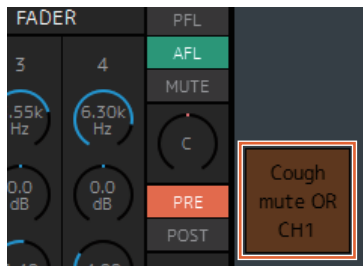 FADER
PFL
3 4
AFL
MUTE
.55k
Hz
6.30k
Hz
C
0.0
dB
0.0
dB
PRE
POST
Cough
mute OR
CH1